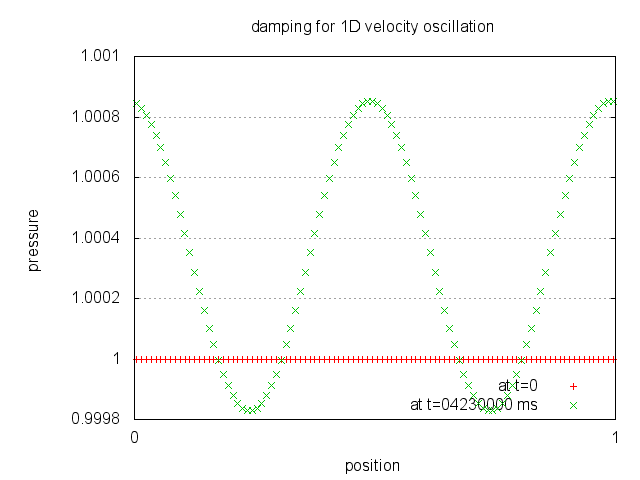 damping for 1D velocity oscillation
1.001
1.0008
1.0006
1.0004
1.0002
1
0.9998
pressure
0
1
position
at t=0
at t=04230000 ms